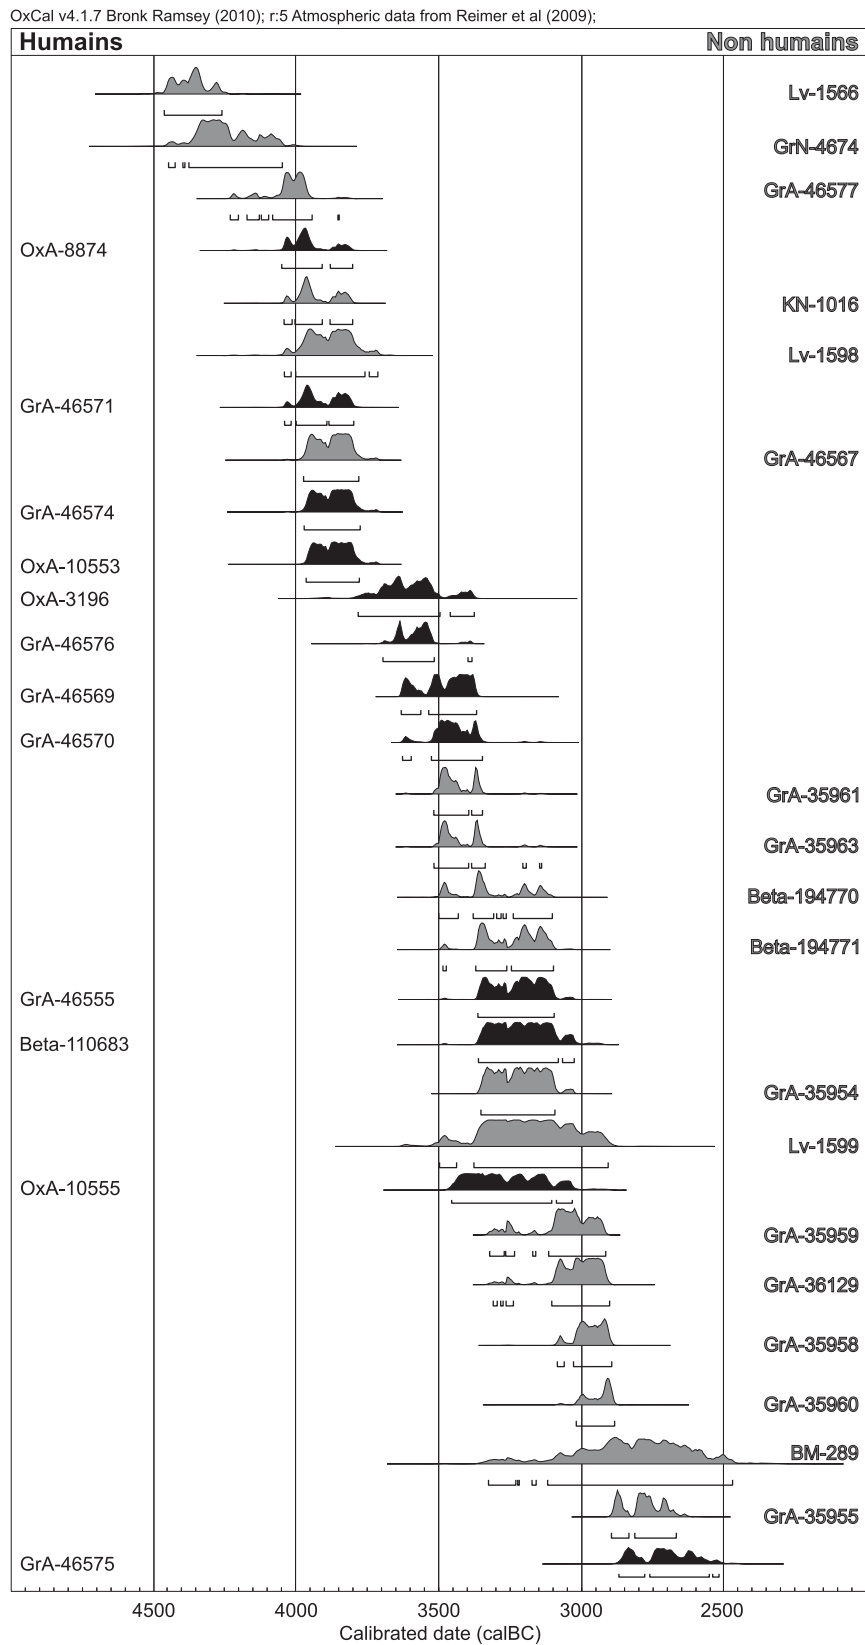 OxCal v4.1.7 Bronk Ramsey (2010); r:5 Atmospheric data from Reimer et al (2009);
Humans Non humans
Lv-1566
GrN-4674
GrA-46577
OxA-8874
KN-1016
Lv-1598
GrA-46571
GrA-46567
GrA-46574
OxA-10553
OxA-3196
GrA-46576
GrA-46569
GrA-46570
GrA-35961
GrA-35963
Beta-194770
Beta-194771
GrA-46555
Beta-110683
GrA-35954
Lv-1599
OxA-10555
GrA-35959
GrA-36129
GrA-35958
GrA-35960
BM-289
GrA-35955
GrA-46575
4500 4000 3500 3000 2500
Calibrated date (calBC)